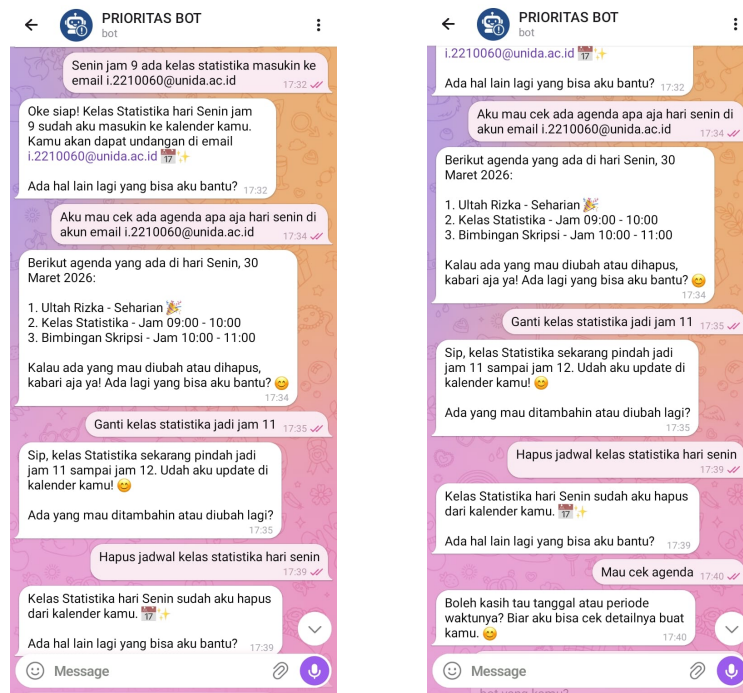 PRIORITAS BOT
bot
Senin jam 9 ada kelas statistika masukin ke
email i.2210060@unida.ac.id
17:32
Oke siap! Kelas Statistika hari Senin jam
9 sudah aku masukin ke kalender kamu.
Kamu akan dapat undangan di email
i.2210060@unida.ac.id 📅✨
Ada hal lain lagi yang bisa aku bantu? 17:32
Aku mau cek ada agenda apa aja hari senin di
akun email i.2210060@unida.ac.id
17:34
Berikut agenda yang ada di hari Senin, 30
Maret 2026:
1. Ultah Rizka - Seharian 🎉
2. Kelas Statistika - Jam 09:00 - 10:00
3. Bimbingan Skripsi - Jam 10:00 - 11:00
Kalau ada yang mau diubah atau dihapus,
kabari aja ya! Ada lagi yang bisa aku bantu? 😊
17:34
Ganti kelas statistika jadi jam 11 17:35
Sip, kelas Statistika sekarang pindah jadi
jam 11 sampai jam 12. Udah aku update di
kalender kamu! 😊
Ada yang mau ditambahin atau diubah lagi?
17:35
Hapus jadwal kelas statistika hari senin
17:39
Kelas Statistika hari Senin sudah aku hapus
dari kalender kamu. 📅✨
Ada hal lain lagi yang bisa aku bantu? 17:39
Message
PRIORITAS BOT
bot
i.2210060@unida.ac.id 📅✨
Ada hal lain lagi yang bisa aku bantu? 17:32
Aku mau cek ada agenda apa aja hari senin di
akun email i.2210060@unida.ac.id
17:34
Berikut agenda yang ada di hari Senin, 30
Maret 2026:
1. Ultah Rizka - Seharian 🎉
2. Kelas Statistika - Jam 09:00 - 10:00
3. Bimbingan Skripsi - Jam 10:00 - 11:00
Kalau ada yang mau diubah atau dihapus,
kabari aja ya! Ada lagi yang bisa aku bantu? 😊
17:34
Ganti kelas statistika jadi jam 11 17:35
Sip, kelas Statistika sekarang pindah jadi
jam 11 sampai jam 12. Udah aku update di
kalender kamu! 😊
Ada yang mau ditambahin atau diubah lagi?
17:35
Hapus jadwal kelas statistika hari senin
17:39
Kelas Statistika hari Senin sudah aku hapus
dari kalender kamu. 📅✨
Ada hal lain lagi yang bisa aku bantu? 17:39
Mau cek agenda 17:40
Boleh kasih tau tanggal atau periode
waktunya? Biar aku bisa cek detailnya buat
kamu. 😊
17:40
Message